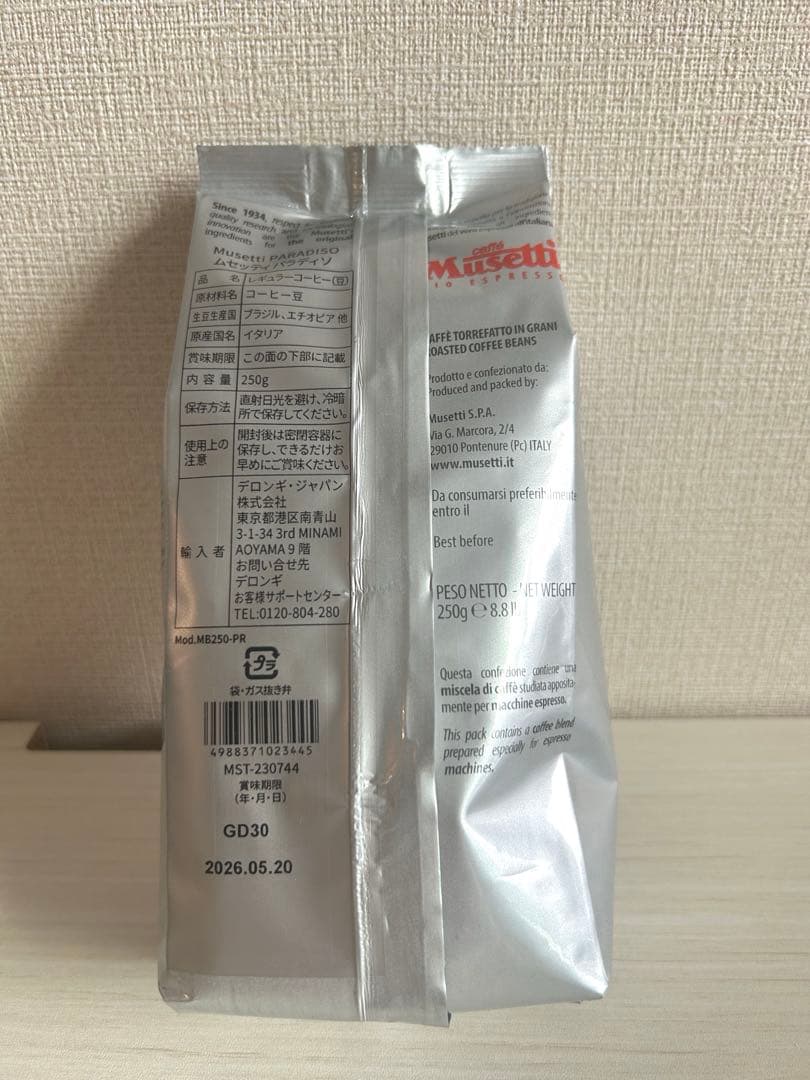 Since 1934, respect
quality research and
innovation are Musetti's
ingredients for the original
Musetti PARADISO
ムセッティ パラディソ
品 名 レギュラーコーヒー(豆)
原材料名 コーヒー豆
生豆生産国 ブラジル、エチオピア 他
原産国名 イタリア
賞味期限 この面の下部に記載
内 容 量 250g
保存方法 直射日光を避け、冷暗
所で保存してください。
使用上の
注意
開封後は密閉容器に
保存し、できるだけお
早めにご賞味ください。
輸 入 者
デロンギ・ジャパン
株式会社
東京都港区南青山
3-1-34 3rd MINAMI
AOYAMA 9 階
お問い合せ先
デロンギ
お客様サポートセンター
TEL:0120-804-280
Mod.MB250-PR
プラ
袋・ガス抜き弁
4988371023445
MST-230744
賞味期限
(年・月・日)
GD30
2026.05.20
caffè
Musetti
ESPRESSO
CAFFÈ TORREFATTO IN GRANI
ROASTED COFFEE BEANS
Prodotto e confezionato da:
Produced and packed by:
Musetti S.P.A.
Via G. Marcora, 2/4
29010 Pontenure (Pc) ITALY
www.musetti.it
Da consumarsi preferibilmente
entro il
Best before
PESO NETTO - NET WEIGHT
250g ℮ 8.8
Questa confezione contiene una
miscela di caffè studiata apposita-
mente per macchine espresso.
This pack contains a coffee blend
prepared especially for espresso
machines.